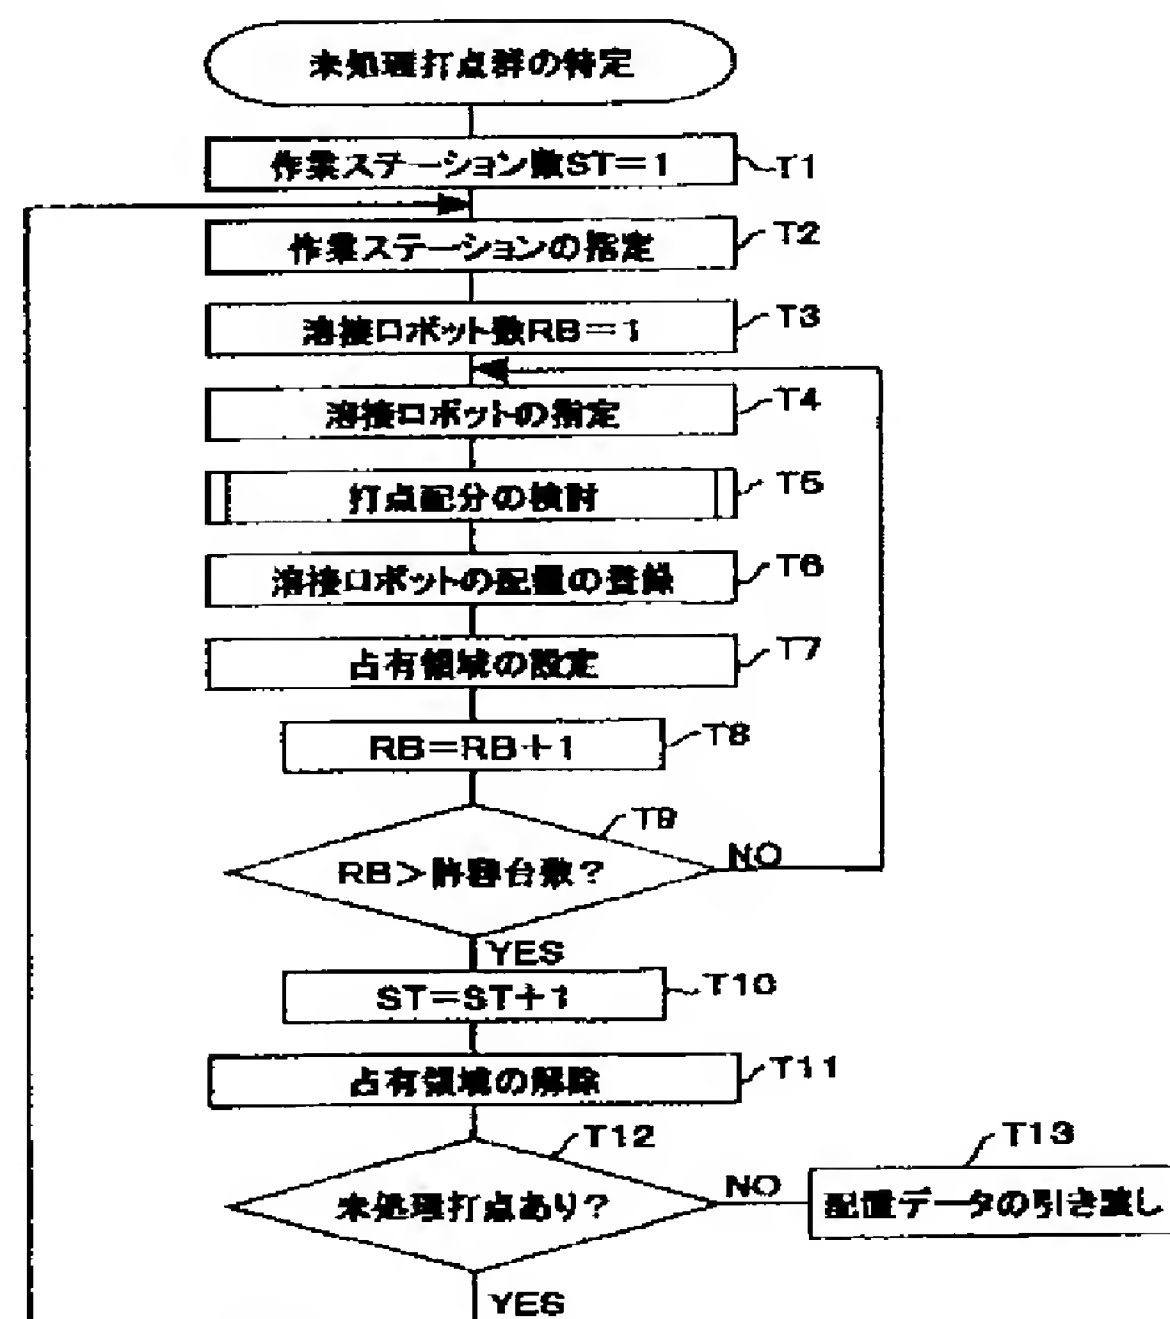 未処理打点群の特定
作業ステーション数ST=1
T1
作業ステーションの指定
T2
溶接ロボット数RB=1
T3
溶接ロボットの指定
T4
打点配分の検討
T5
溶接ロボットの配置の登録
T6
占有領域の設定
T7
RB=RB+1
T8
RB>許容台数?
T9
NO
YES
ST=ST+1
T10
占有領域の解除
T11
未処理打点あり?
T12
NO
配置データの引き渡し
T13
YES